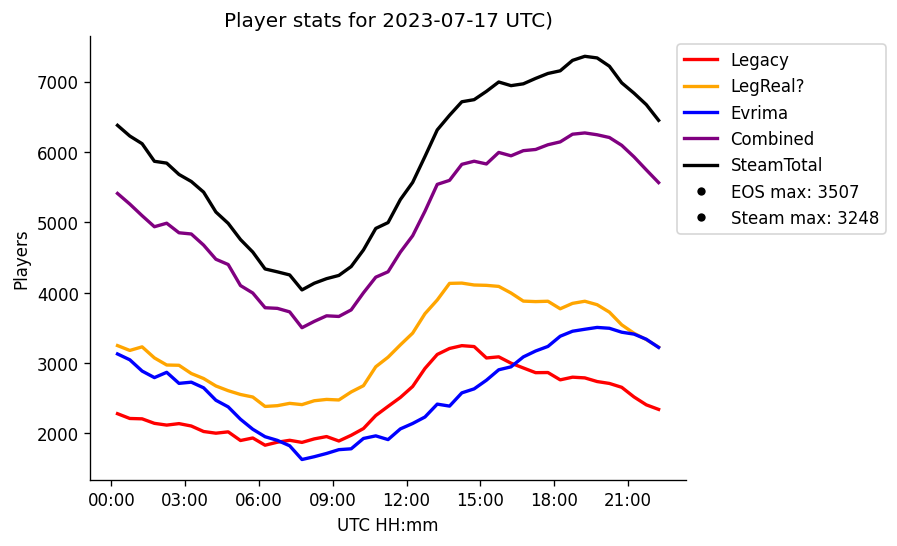 Player stats for 2023-07-17 UTC)
Legacy
LegReal?
Evrima
Combined
SteamTotal
EOS max: 3507
Steam max: 3248
Players
7000
6000
5000
4000
3000
2000
00:00 03:00 06:00 09:00 12:00 15:00 18:00 21:00
UTC HH:mm